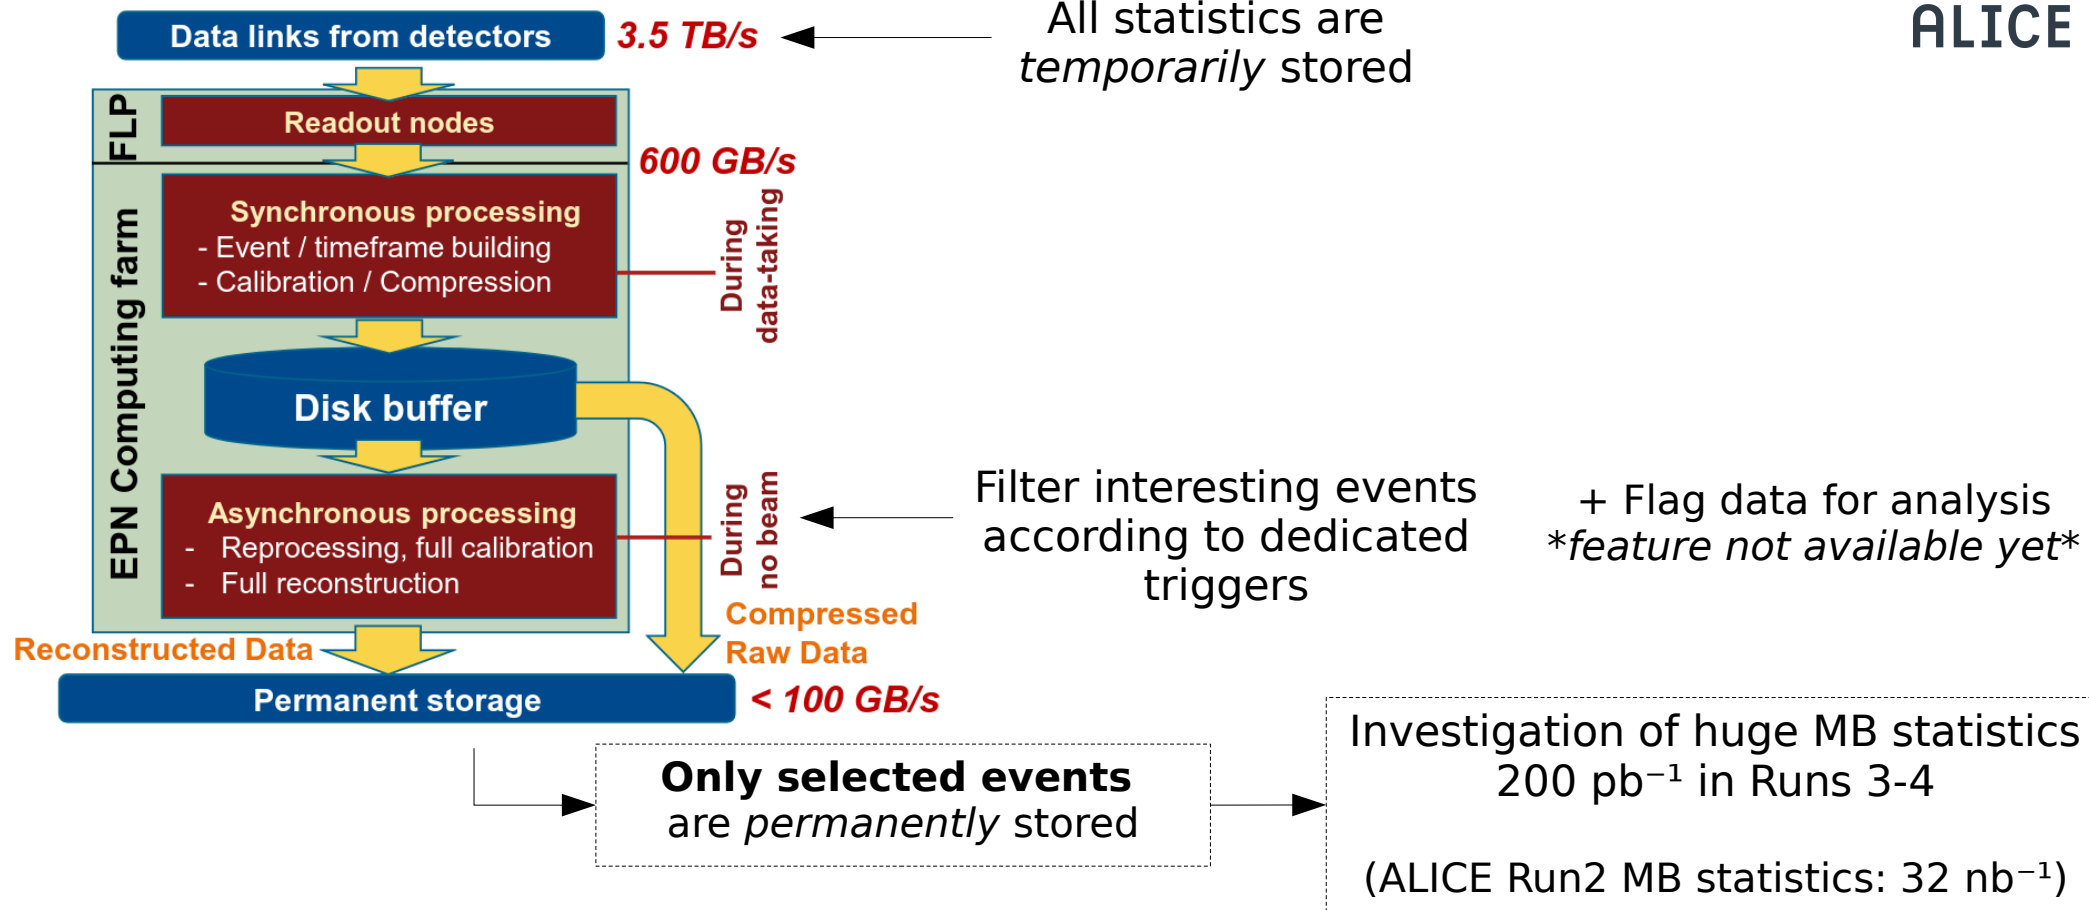 Data links from detectors
3.5 TB/s
All statistics are
temporarily stored
ALICE
FLP
Readout nodes
600 GB/s
EPN Computing farm
Synchronous processing
- Event / timeframe building
- Calibration / Compression
During
data-taking
Disk buffer
Asynchronous processing
- Reprocessing, full calibration
- Full reconstruction
During
no beam
Filter interesting events
according to dedicated
triggers
+ Flag data for analysis
*feature not available yet*
Reconstructed Data
Compressed
Raw Data
Permanent storage
< 100 GB/s
Only selected events
are permanently stored
Investigation of huge MB statistics
200 pb⁻¹ in Runs 3-4
(ALICE Run2 MB statistics: 32 nb⁻¹)